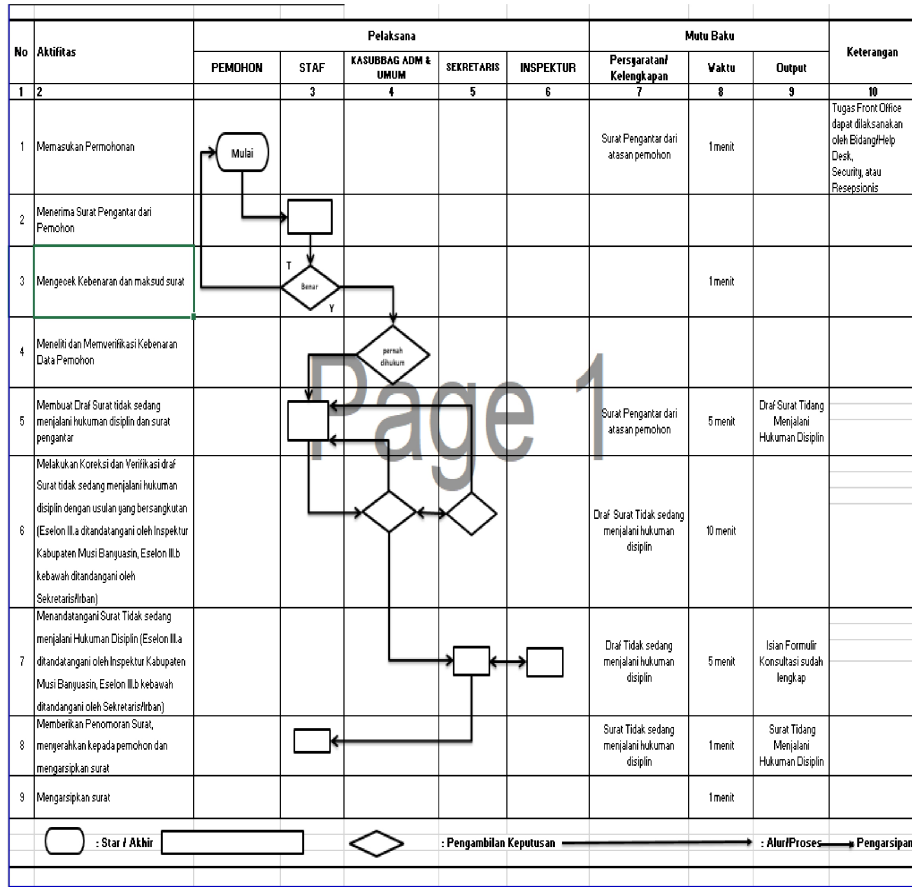 No
Aktifitas
Pelaksana
Mutu Baku
Keterangan
PEMOHON
STAF
KASUBBAG ADM &
UMUM
SEKRETARIS
INSPEKTUR
Persyaratan/
Kelengkapan
Waktu
Output
1
2
3
4
5
6
7
8
9
10
1
Memasukan Permohonan
Mulai
Surat Pengantar dari
atasan pemohon
1 menit
Tugas Front Office
dapat dilaksanakan
oleh Bidang/Help
Desk,
Security, atau
Resepsionis
2
Menerima Surat Pengantar dari
Pemohon
3
Mengecek Kebenaran dan maksud surat
T
Benar
Y
1 menit
4
Meneliti dan Memverifikasi Kebenaran
Data Pemohon
pernah
dihukum
Page 1
5
Membuat Draf Surat tidak sedang
menjalani hukuman disiplin dan surat
pengantar
Surat Pengantar dari
atasan pemohon
5 menit
Draf Surat Tidang
Menjalani
Hukuman Disiplin
6
Melakukan Koreksi dan Verifikasi draf
Surat tidak sedang menjalani hukuman
disiplin dengan usulan yang bersangkutan
(Eselon III.a ditandatangani oleh Inspektur
Kabupaten Musi Banyuasin, Eselon III.b
kebawah ditandangani oleh
Sekretaris/Irban)
Draf Surat Tidak sedang
menjalani hukuman
disiplin
10 menit
7
Menandatangani Surat Tidak sedang
menjalani Hukuman Disiplin (Eselon III.a
ditandatangani oleh Inspektur Kabupaten
Musi Banyuasin, Eselon III.b kebawah
ditandangani oleh Sekretaris/Irban)
Draf Tidak sedang
menjalani hukuman
disiplin
5 menit
Isian Formulir
Konsultasi sudah
lengkap
8
Memberikan Penomoran Surat,
menyerahkan kepada pemohon dan
mengarsipkan surat
Surat Tidak sedang
menjalani hukuman
disiplin
1 menit
Surat Tidang
Menjalani
Hukuman Disiplin
9
Mengarsipkan surat
1 menit
: Star / Akhir
: Pengambilan Keputusan
: Alur/Proses
Pengarsipan